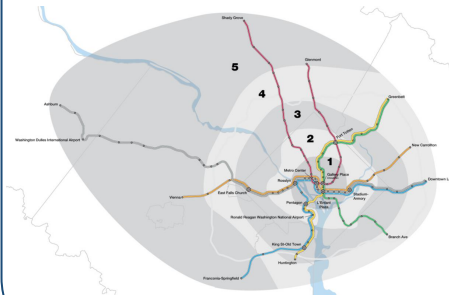 Shady Grove
Glenmont
5
4
Greenbelt
Ashburn
3
Fort Totten
2
Washington Dulles International Airport
New Carrollton
1
Metro Center
Gallery Place
Rosslyn
Downtown L
East Falls Church
Stadium-
Armory
Vienna
Pentagon
L'Enfant
Plaza
Ronald Reagan Washington National Airport
Branch Ave
King St-Old Town
Huntington
Franconia-Springfield